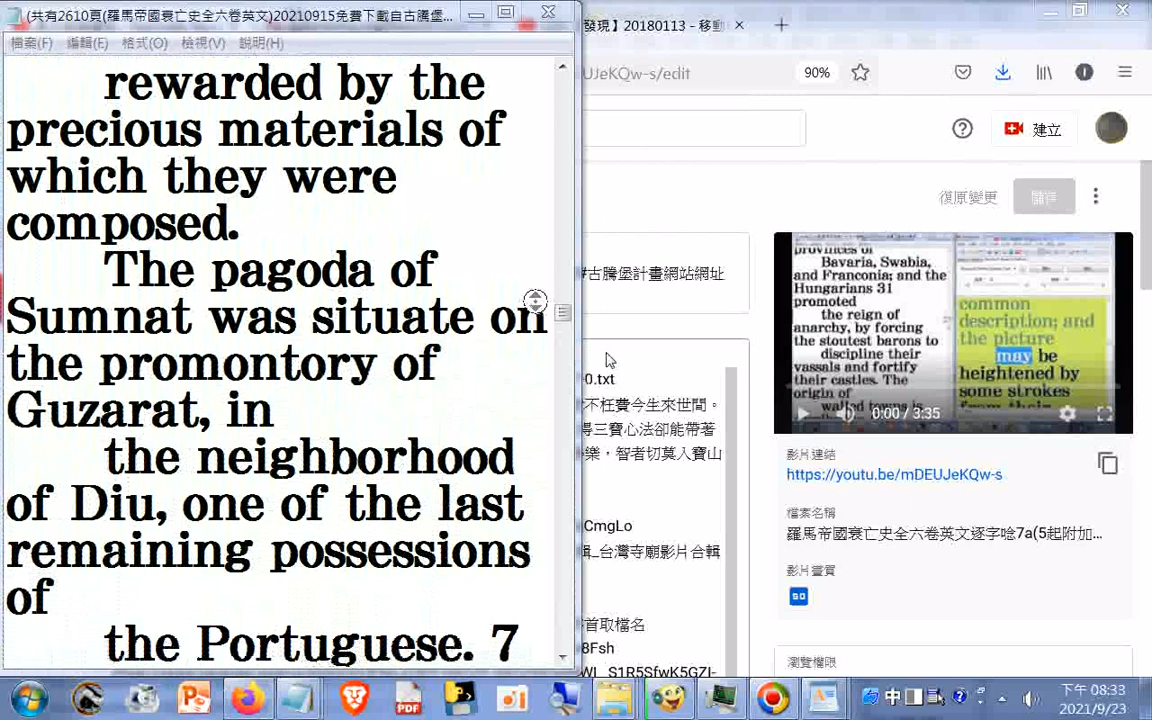 (共有2610頁(羅馬帝國衰亡史全六卷英文)20210915免費下載自古騰堡...
檔案(F) 編輯(E) 格式(O) 檢視(V) 說明(H)
rewarded by the
precious materials of
which they were
composed.
The pagoda of
Sumnat was situate on
the promontory of
Guzarat, in
the neighborhood
of Diu, one of the last
remaining possessions
of
the Portuguese. 7
發現】20180113 - 移動
UJeKQw-s/edit
90%
建立
復原變更
儲存
#古騰堡計畫網站網址
0.txt
不枉費今生來世間。
得三寶心法卻能帶著
樂，智者切莫入寶山
CmgLo
輯_台灣寺廟影片合輯
首取檔名
8Fsh
WI_S1R5SfwK5GZI-
provinces of
Bavaria, Swabia,
and Franconia; and the
Hungarians 31
promoted
the reign of
anarchy, by forcing
the stoutest barons to
discipline their
vassals and fortify
their castles. The
origin of
walled towns is
common
description; and
the picture
may be
heightened by
some strokes
0:00 / 3:35
影片連結
https://youtu.be/mDEUJeKQw-s
檔案名稱
羅馬帝國衰亡史全六卷英文逐字唸7a(5起附加...
影片畫質
SD
瀏覽權限
PDF
中
下午 08:33
2021/9/23